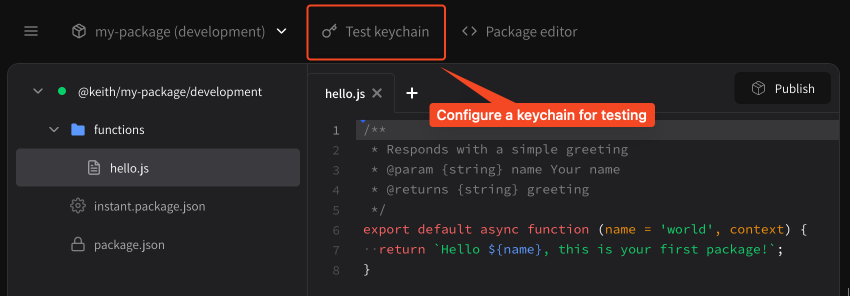 my-package (development)
Test keychain
Package editor
@keith/my-package/development
functions
hello.js
instant.package.json
package.json
hello.js
Publish
Configure a keychain for testing
1 /**
2  * Responds with a simple greeting
3  * @param {string} name Your name
4  * @returns {string} greeting
5  */
6 export default async function (name = 'world', context) {
7 ··return `Hello ${name}, this is your first package!`;
8 }